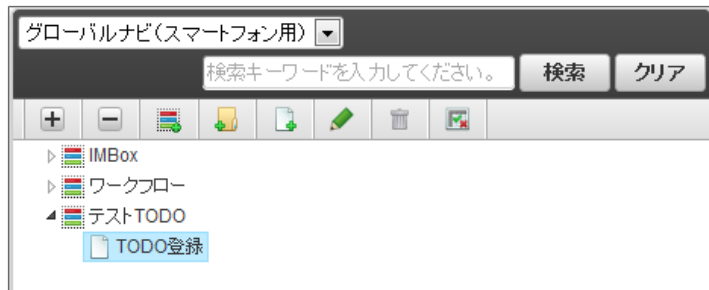 グローバルナビ(スマートフォン用)
検索キーワードを入力してください。 検索 クリア
IMBox
ワークフロー
テストTODO
TODO登録